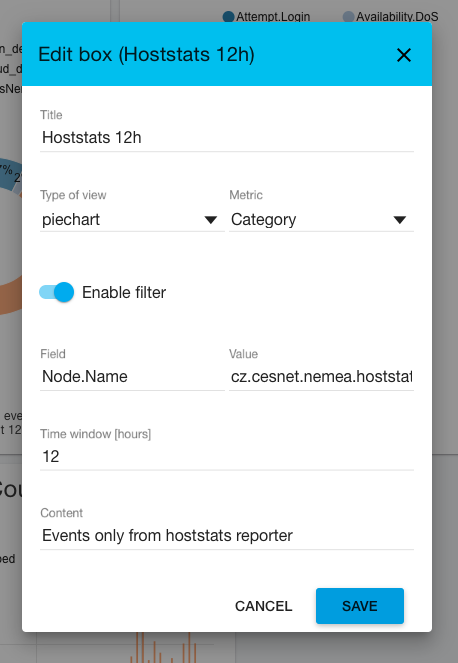 Attempt.Login
Availability.DoS
Edit box (Hoststats 12h)
Title
Hoststats 12h
Type of view
Metric
piechart
Category
Enable filter
Field
Value
Node.Name
cz.cesnet.nemea.hoststat
Time window [hours]
12
Content
Events only from hoststats reporter
CANCEL
SAVE